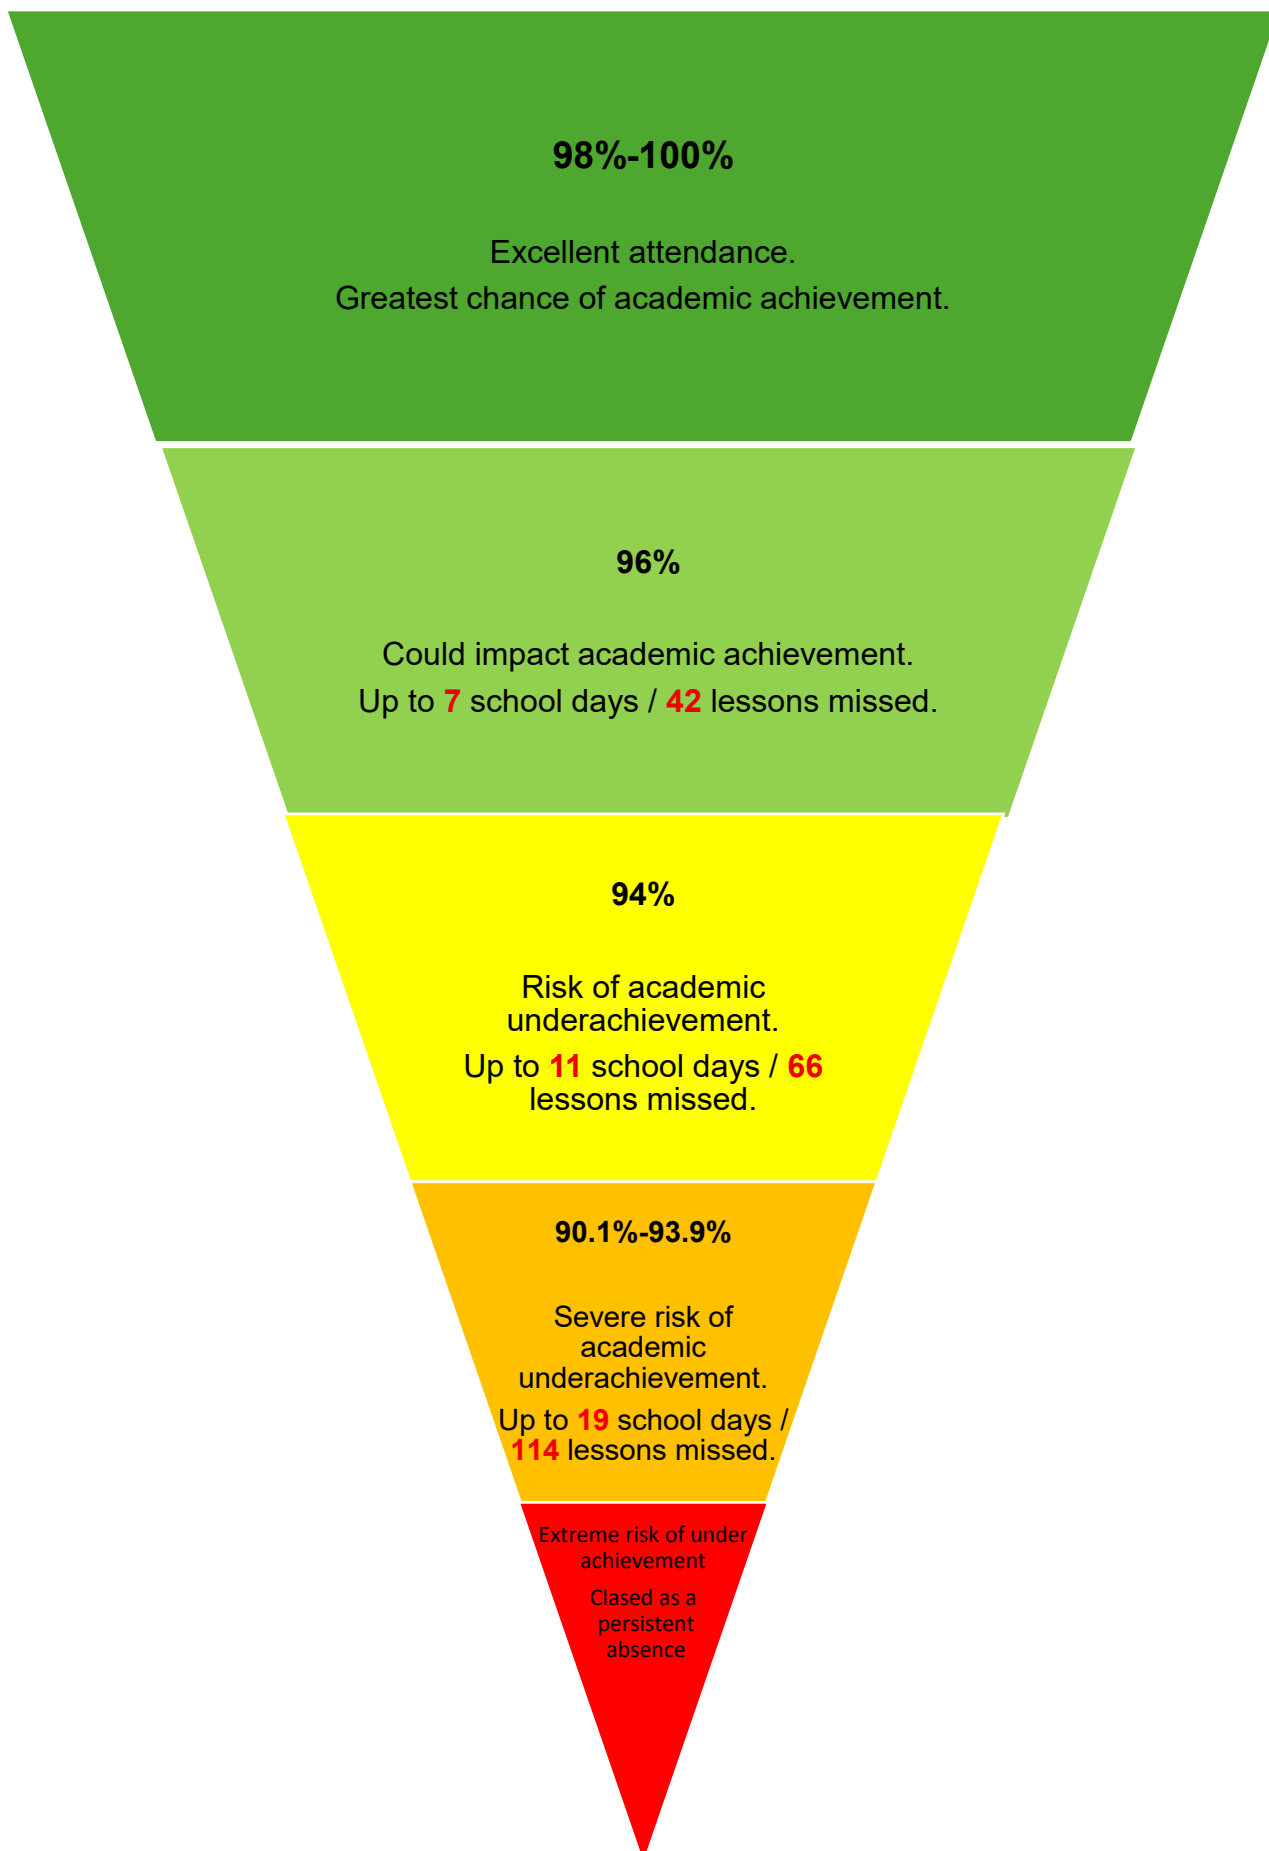 98%-100%
Excellent attendance.
Greatest chance of academic achievement.
96%
Could impact academic achievement.
Up to 7 school days / 42 lessons missed.
94%
Risk of academic
underachievement.
Up to 11 school days / 66
lessons missed.
90.1%-93.9%
Severe risk of
academic
underachievement.
Up to 19 school days /
114 lessons missed.
Extreme risk of under
achievement
Clased as a
persistent
absence